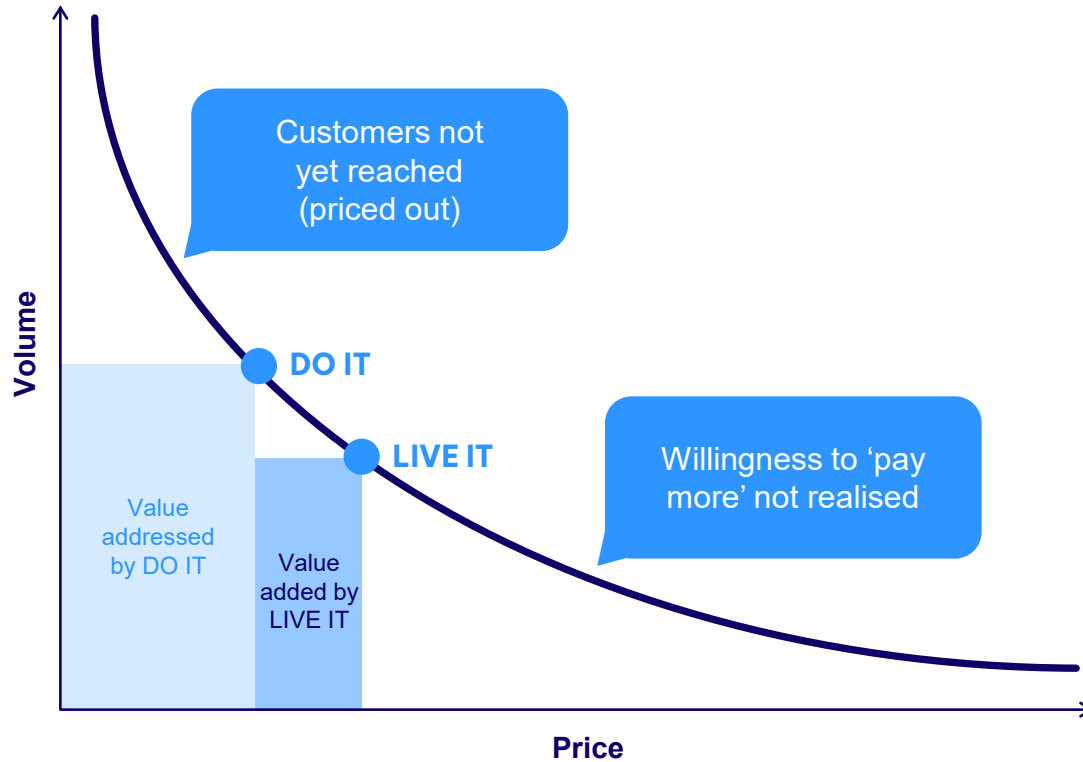 Customers not
yet reached
(priced out)
Volume
DO IT
LIVE IT
Willingness to ‘pay
more’ not realised
Value
addressed
by DO IT
Value
added by
LIVE IT
Price